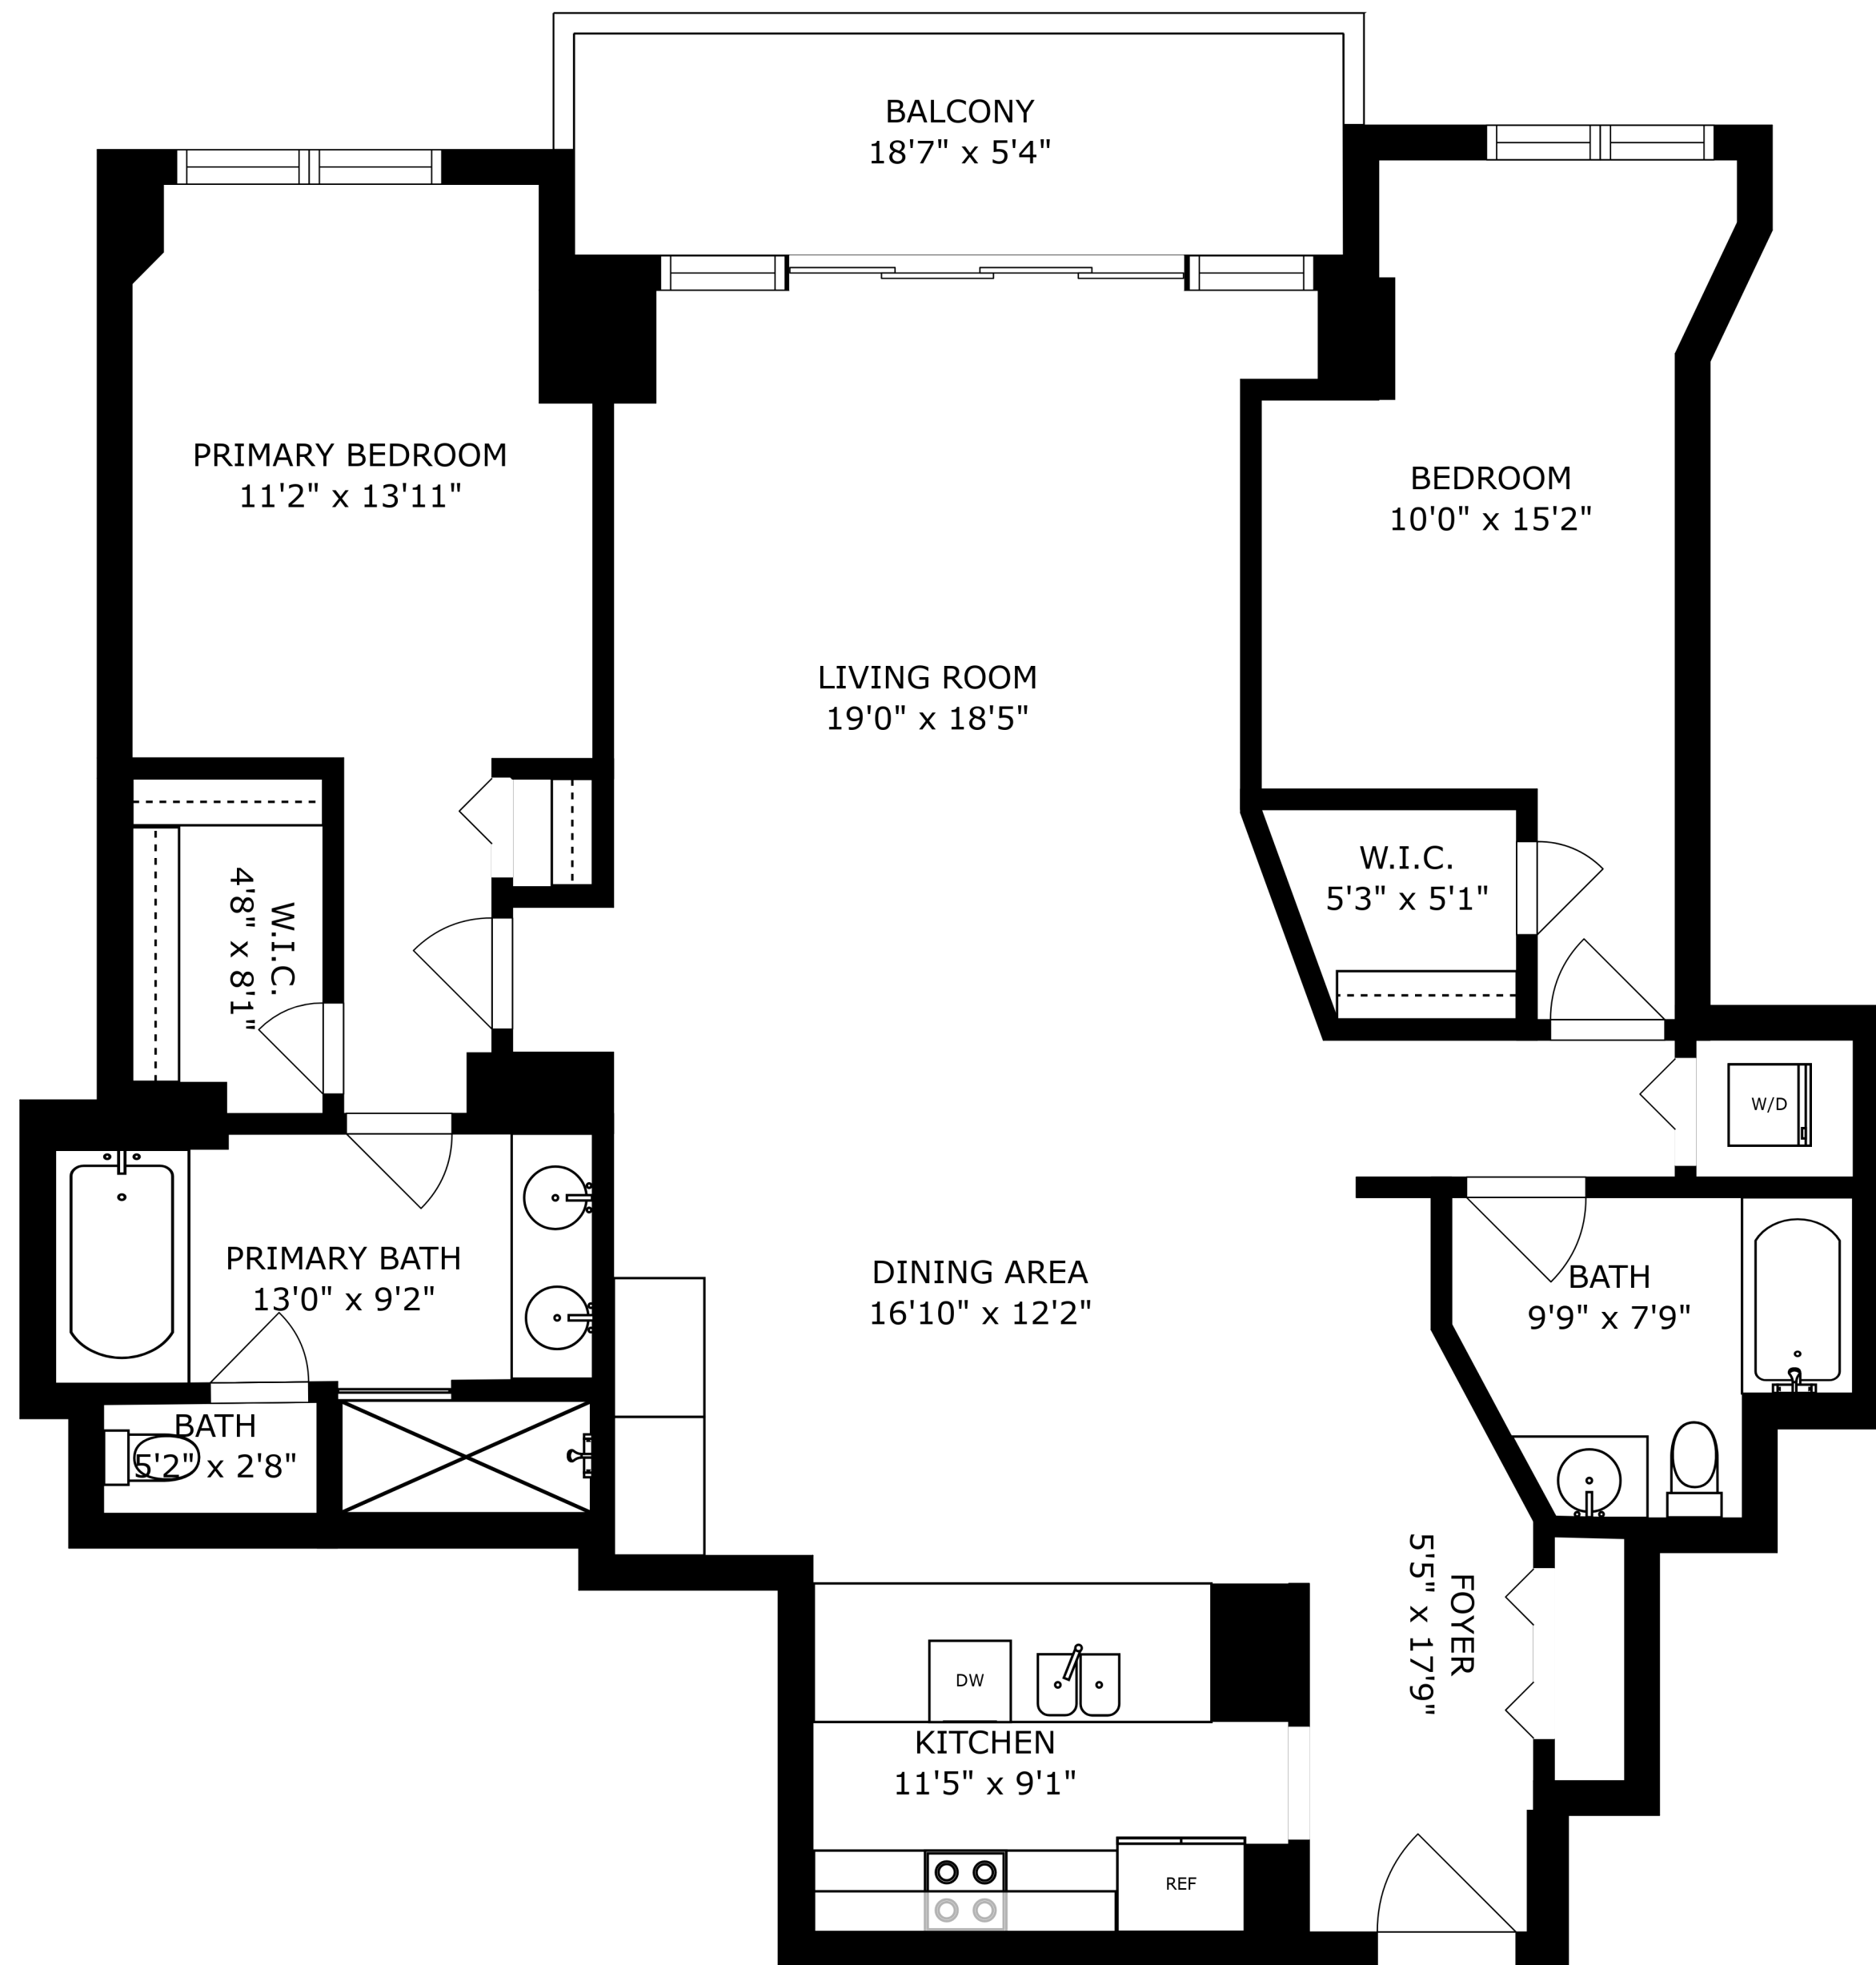 BALCONY
18'7" x 5'4"
PRIMARY BEDROOM
11'2" x 13'11"
BEDROOM
10'0" x 15'2"
LIVING ROOM
19'0" x 18'5"
W.I.C.
5'3" x 5'1"
W.I.C.
4'8" x 8'1"
W/D
PRIMARY BATH
13'0" x 9'2"
DINING AREA
16'10" x 12'2"
BATH
9'9" x 7'9"
BATH
5'2" x 2'8"
FOYER
5'5" x 17'9"
DW
KITCHEN
11'5" x 9'1"
REF